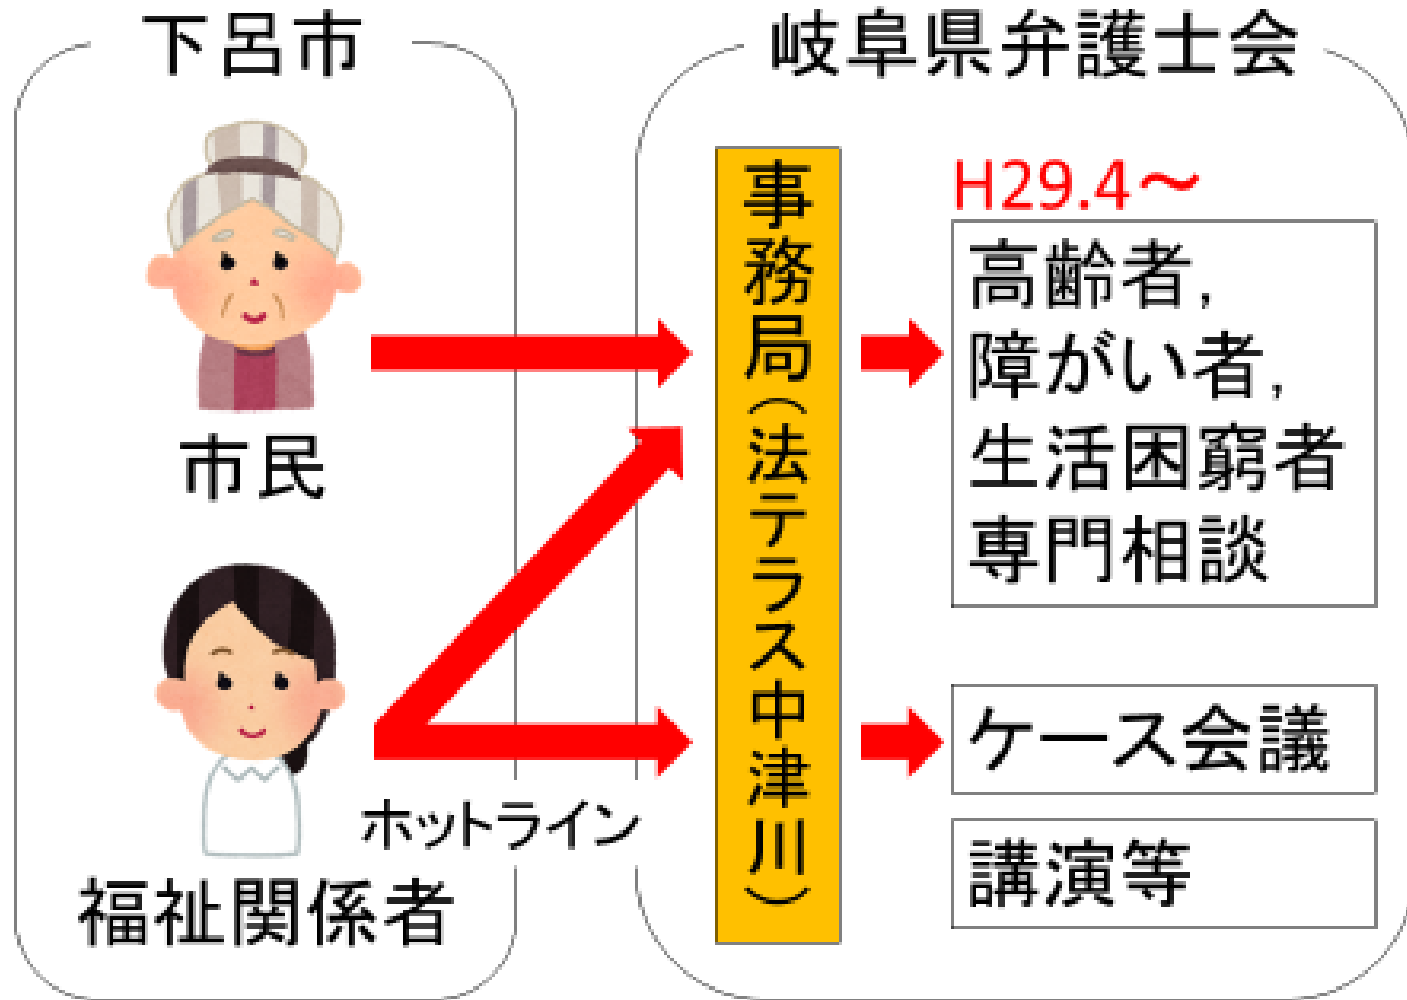 下呂市
市民
福祉関係者
ホットライン
岐阜県弁護士会
事務局(法テラス中津川)
H29.4~
高齢者,
障がい者,
生活困窮者
専門相談
ケース会議
講演等